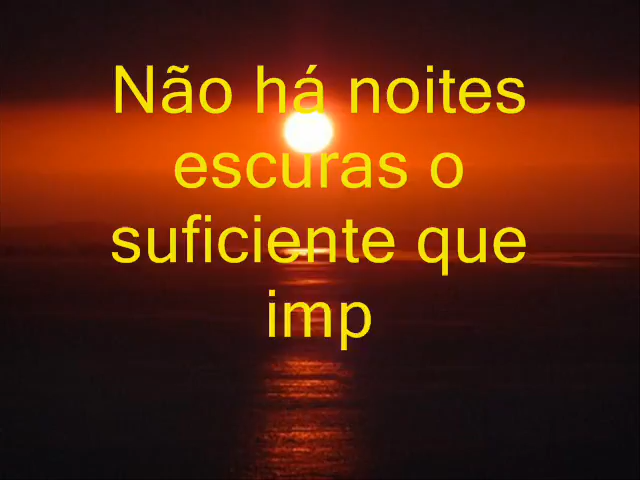 Não há noites
escuras o
suficiente que
imp